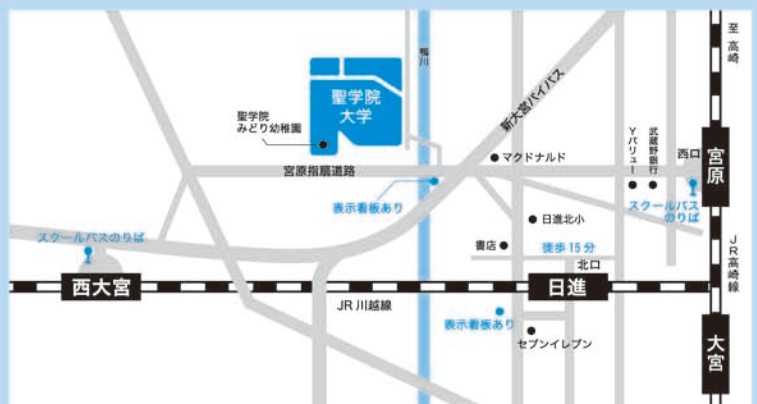 至 高崎
鴨川
聖学院
大学
聖学院
みどり幼稚園
新大宮バイパス
宮原指扇道路
マクドナルド
Yバリュー
武蔵野銀行
西口
宮原
スクールバス
のりば
表示看板あり
日進北小
スクールバスのりば
書店
徒歩15分
北口
JR高崎線
西大宮
日進
JR川越線
表示看板あり
セブンイレブン
大宮